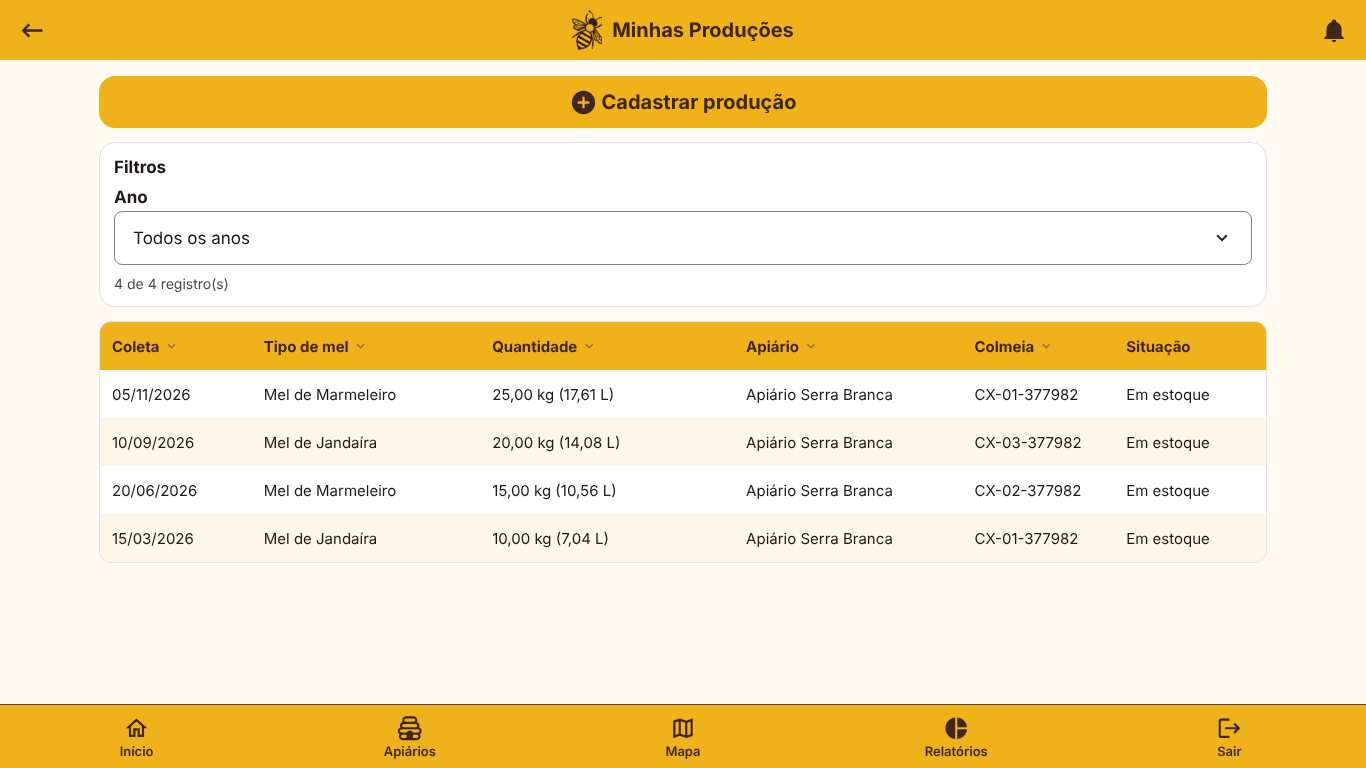 Minhas Produções
Cadastrar produção
Filtros
Ano
Todos os anos
4 de 4 registro(s)
Coleta Tipo de mel Quantidade Apiário Colmeia Situação
05/11/2026 Mel de Marmeleiro 25,00 kg (17,61 L) Apiário Serra Branca CX-01-377982 Em estoque
10/09/2026 Mel de Jandaíra 20,00 kg (14,08 L) Apiário Serra Branca CX-03-377982 Em estoque
20/06/2026 Mel de Marmeleiro 15,00 kg (10,56 L) Apiário Serra Branca CX-02-377982 Em estoque
15/03/2026 Mel de Jandaíra 10,00 kg (7,04 L) Apiário Serra Branca CX-01-377982 Em estoque
Início Apiários Mapa Relatórios Sair